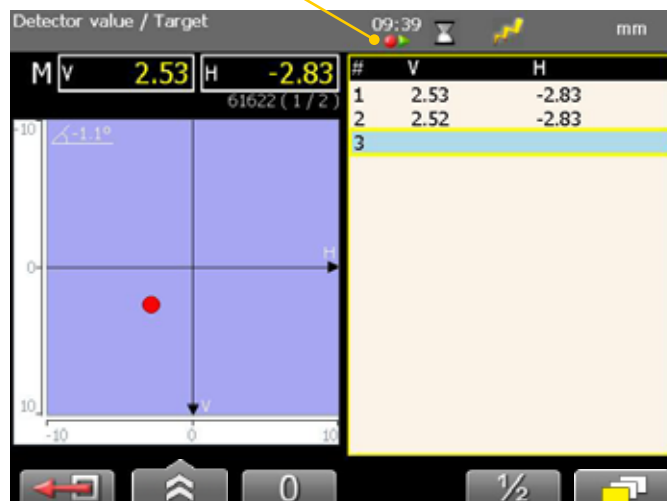 Detector value / Target 09:39 mm
M V 2.53 H -2.83
61622 ( 1 / 2 )
# V H
1 2.53 -2.83
2 2.52 -2.83
3
-10
-1.1°
0
H
10
V
-10 0 10
0 ½